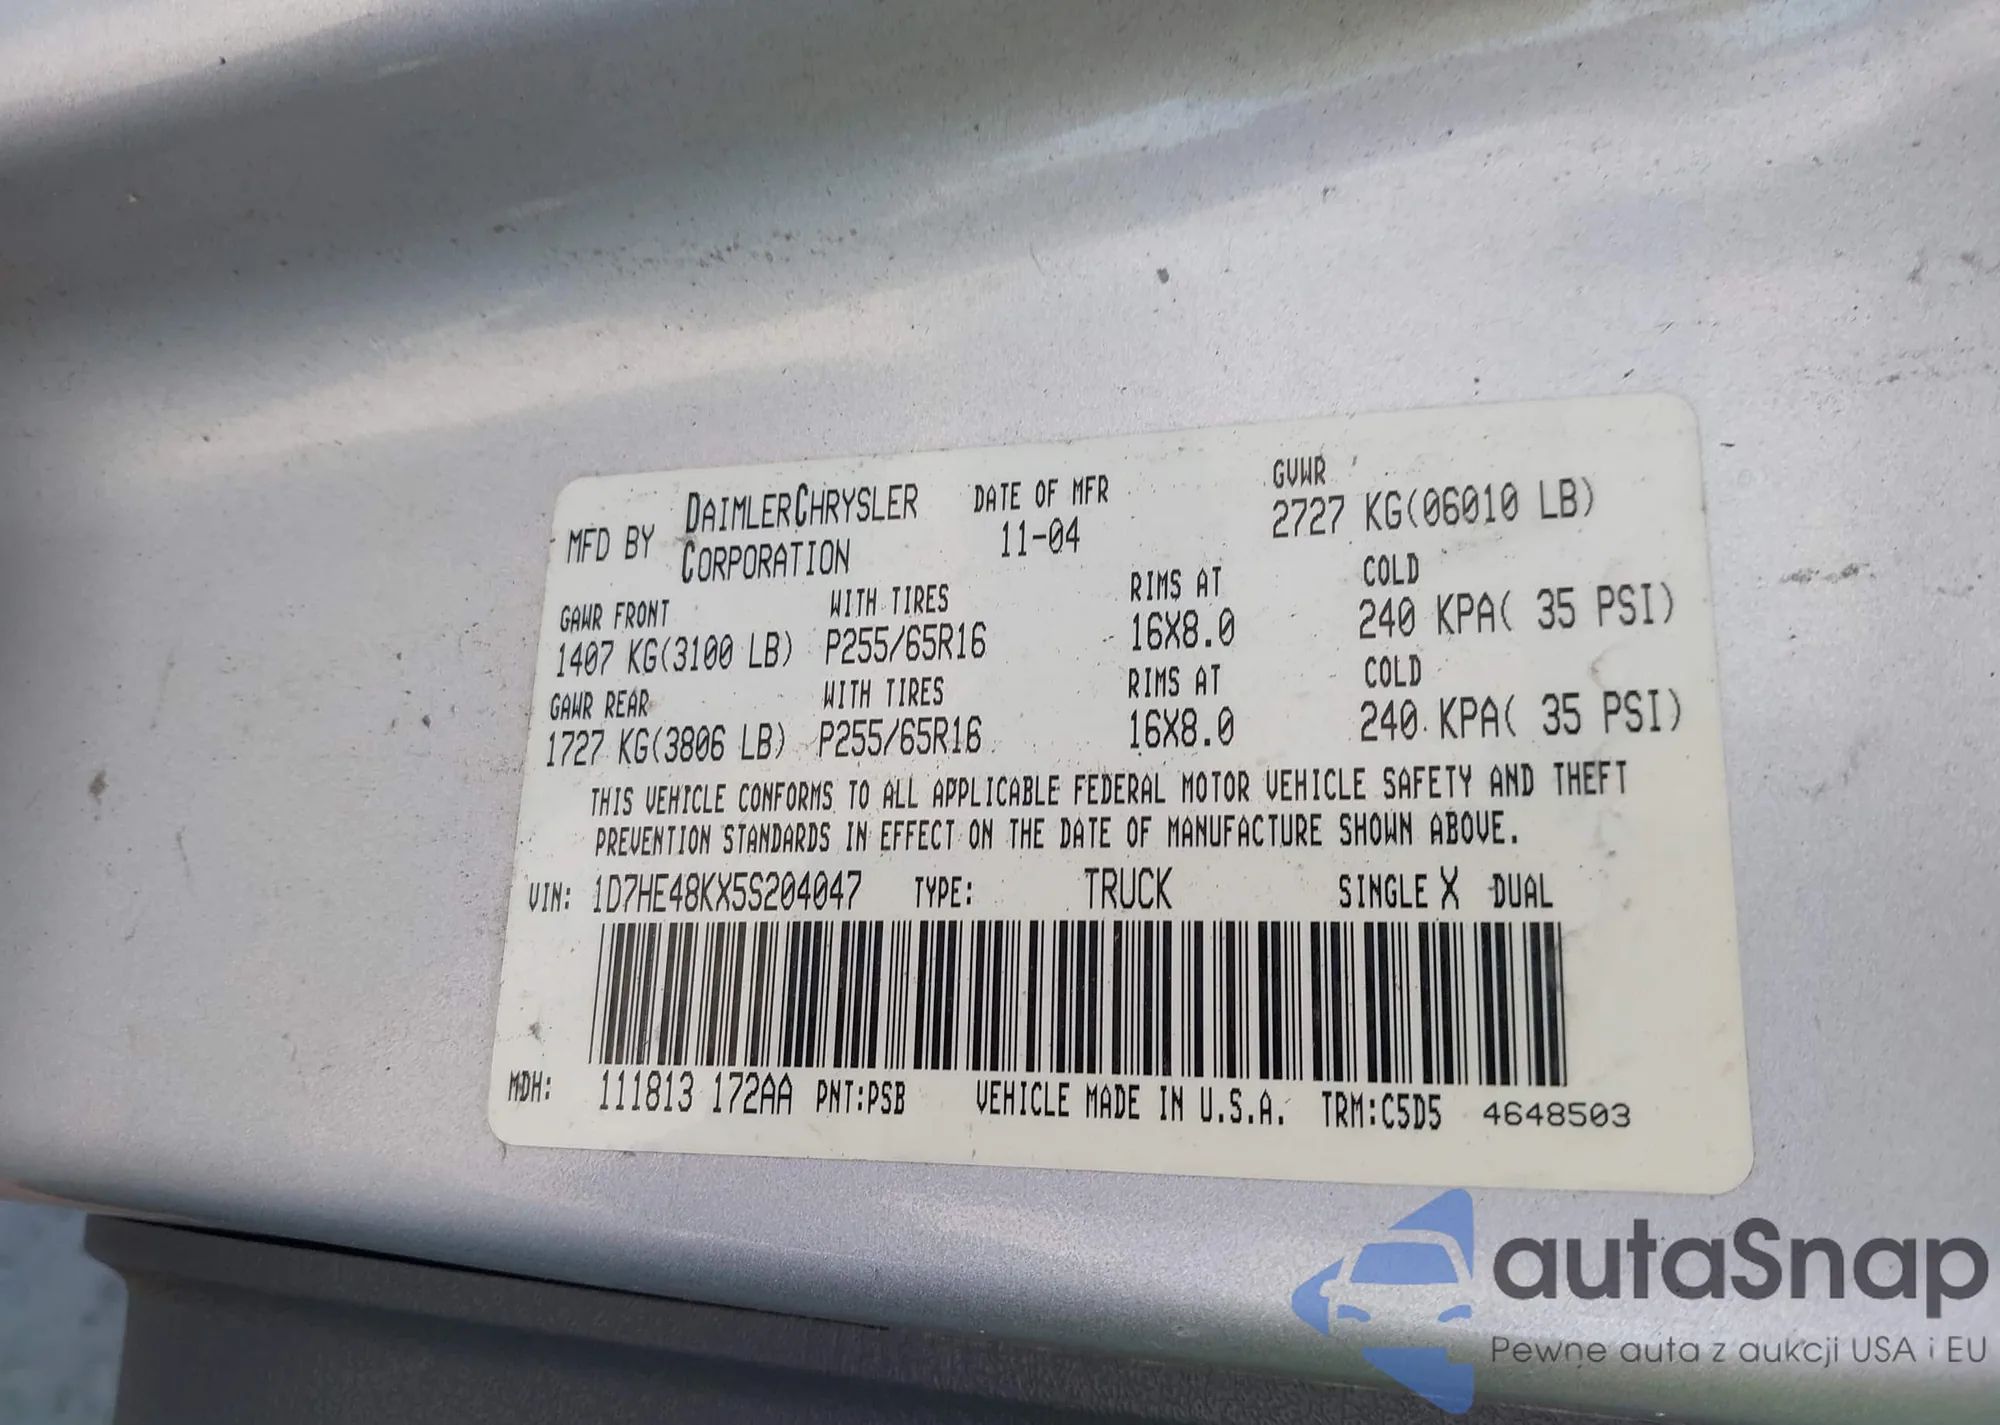 MFD BY DAIMLERCHRYSLER CORPORATION
DATE OF MFR
11-04
GVWR
2727 KG(06010 LB)
GAWR FRONT WITH TIRES RIMS AT COLD
1407 KG(3100 LB) P255/65R16 16X8.0 240 KPA( 35 PSI)
GAWR REAR WITH TIRES RIMS AT COLD
1727 KG(3806 LB) P255/65R16 16X8.0 240 KPA( 35 PSI)
THIS VEHICLE CONFORMS TO ALL APPLICABLE FEDERAL MOTOR VEHICLE SAFETY AND THEFT
PREVENTION STANDARDS IN EFFECT ON THE DATE OF MANUFACTURE SHOWN ABOVE.
VIN: 1D7HE48KX5S204047 TYPE: TRUCK SINGLE X DUAL
MDH: 111813 172AA PNT:PSB VEHICLE MADE IN U.S.A. TRM:C5D5 4648503
autaSnap
Pewne auta z aukcji USA i EU